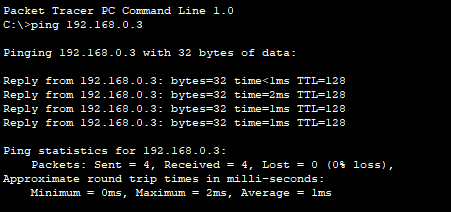 Packet Tracer PC Command Line 1.0
C:\>ping 192.168.0.3
Pinging 192.168.0.3 with 32 bytes of data:
Reply from 192.168.0.3: bytes=32 time<1ms TTL=128
Reply from 192.168.0.3: bytes=32 time=2ms TTL=128
Reply from 192.168.0.3: bytes=32 time=1ms TTL=128
Reply from 192.168.0.3: bytes=32 time=1ms TTL=128
Ping statistics for 192.168.0.3:
Packets: Sent = 4, Received = 4, Lost = 0 (0% loss),
Approximate round trip times in milli-seconds:
Minimum = 0ms, Maximum = 2ms, Average = 1ms